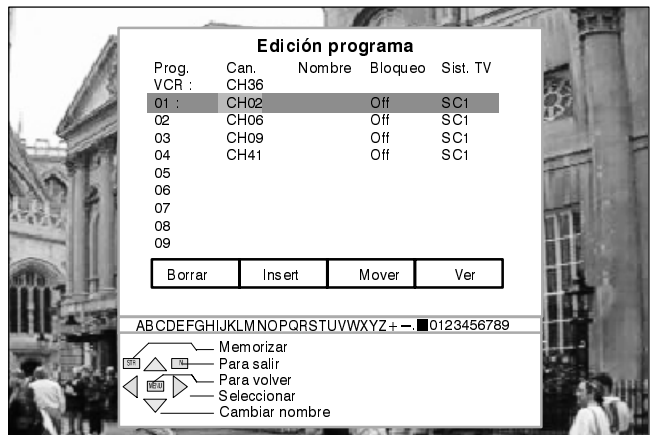 Edición programa
Prog. Can. Nombre Bloqueo Sist. TV
VCR : CH36
01 : CH02 Off SC1
02 CH06 Off SC1
03 CH09 Off SC1
04 CH41 Off SC1
05
06
07
08
09
Borrar Insert Mover Ver
ABCDEFGHIJKLMNOPQRSTUVWXYZ+–.■0123456789
Memorizar
STR N Para salir
MENU Para volver
Seleccionar
Cambiar nombre